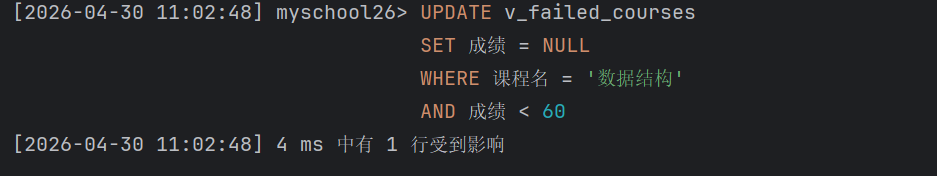 [2026-04-30 11:02:48] myschool26> UPDATE v_failed_courses
SET 成绩 = NULL
WHERE 课程名 = '数据结构'
AND 成绩 < 60
[2026-04-30 11:02:48] 4 ms 中有 1 行受到影响